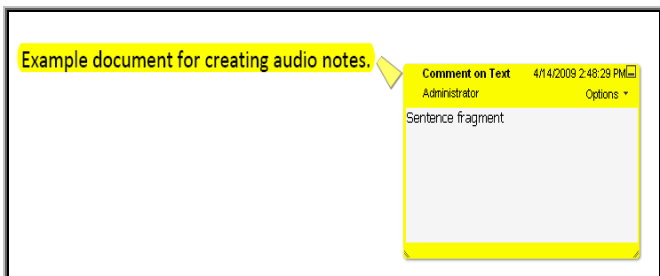 Example document for creating audio notes.
Comment on Text 4/14/2009 2:48:29 PM
Administrator Options
Sentence fragment